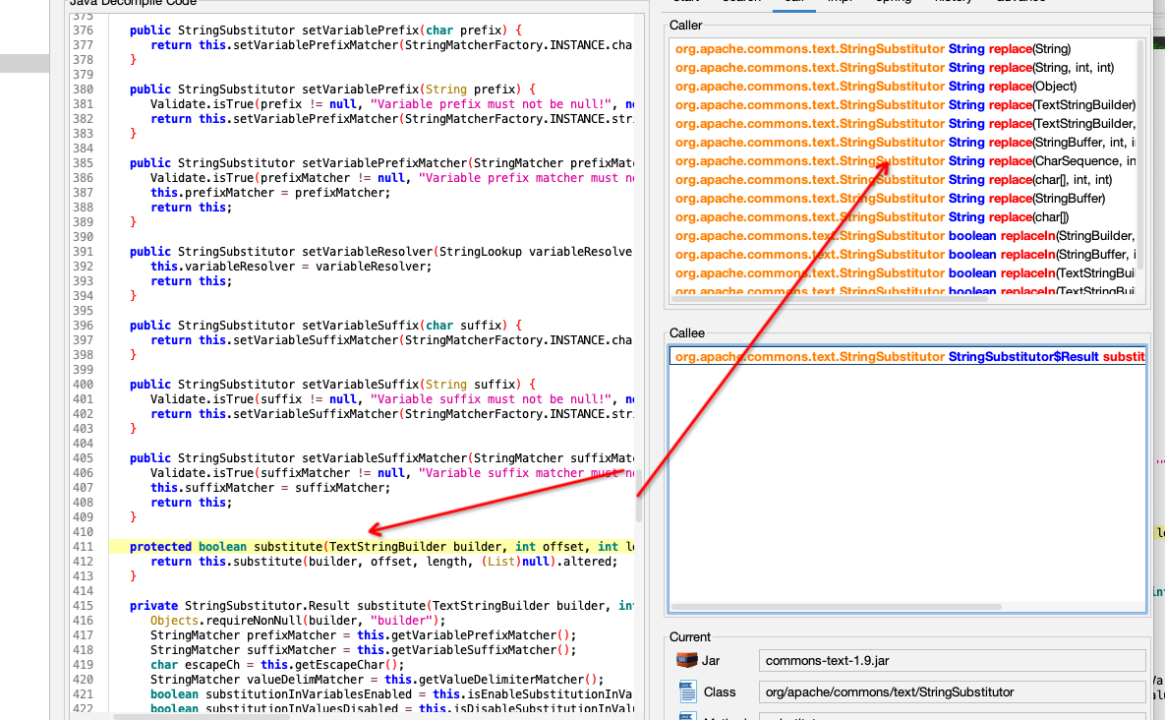 Java Decompile Code
375
376 public StringSubstitutor setVariablePrefix(char prefix) {
377 return this.setVariablePrefixMatcher(StringMatcherFactory.INSTANCE.cha
378 }
379
380 public StringSubstitutor setVariablePrefix(String prefix) {
381 Validate.isTrue(prefix != null, "Variable prefix must not be null!", n
382 return this.setVariablePrefixMatcher(StringMatcherFactory.INSTANCE.str
383 }
384
385 public StringSubstitutor setVariablePrefixMatcher(StringMatcher prefixMat
386 Validate.isTrue(prefixMatcher != null, "Variable prefix matcher must n
387 this.prefixMatcher = prefixMatcher;
388 return this;
389 }
390
391 public StringSubstitutor setVariableResolver(StringLookup variableResolve
392 this.variableResolver = variableResolver;
393 return this;
394 }
395
396 public StringSubstitutor setVariableSuffix(char suffix) {
397 return this.setVariableSuffixMatcher(StringMatcherFactory.INSTANCE.cha
398 }
399
400 public StringSubstitutor setVariableSuffix(String suffix) {
401 Validate.isTrue(suffix != null, "Variable suffix must not be null!", n
402 return this.setVariableSuffixMatcher(StringMatcherFactory.INSTANCE.str
403 }
404
405 public StringSubstitutor setVariableSuffixMatcher(StringMatcher suffixMat
406 Validate.isTrue(suffixMatcher != null, "Variable suffix matcher must n
407 this.suffixMatcher = suffixMatcher;
408 return this;
409 }
410
411 protected boolean substitute(TextStringBuilder builder, int offset, int le
412 return this.substitute(builder, offset, length, (List)null).altered;
413 }
414
415 private StringSubstitutor.Result substitute(TextStringBuilder builder, in
416 Objects.requireNonNull(builder, "builder");
417 StringMatcher prefixMatcher = this.getVariablePrefixMatcher();
418 StringMatcher suffixMatcher = this.getVariableSuffixMatcher();
419 char escapeCh = this.getEscapeChar();
420 StringMatcher valueDelimMatcher = this.getValueDelimiterMatcher();
421 boolean substitutionInVariablesEnabled = this.isEnableSubstitutionInVa
422 boolean substitutionInValuesDisabled = this.isDisableSubstitutionInVal
Caller
org.apache.commons.text.StringSubstitutor String replace(String)
org.apache.commons.text.StringSubstitutor String replace(String, int, int)
org.apache.commons.text.StringSubstitutor String replace(Object)
org.apache.commons.text.StringSubstitutor String replace(TextStringBuilder)
org.apache.commons.text.StringSubstitutor String replace(TextStringBuilder,
org.apache.commons.text.StringSubstitutor String replace(StringBuffer, int, i
org.apache.commons.text.StringSubstitutor String replace(CharSequence, in
org.apache.commons.text.StringSubstitutor String replace(char[], int, int)
org.apache.commons.text.StringSubstitutor String replace(StringBuffer)
org.apache.commons.text.StringSubstitutor String replace(char[])
org.apache.commons.text.StringSubstitutor boolean replaceIn(StringBuilder,
org.apache.commons.text.StringSubstitutor boolean replaceIn(StringBuffer, i
org.apache.commons.text.StringSubstitutor boolean replaceIn(TextStringBui
org.apache.commons.text.StringSubstitutor boolean replaceIn(TextStringBui
Callee
org.apache.commons.text.StringSubstitutor StringSubstitutor$Result substit
Current
Jar commons-text-1.9.jar
Class org/apache/commons/text/StringSubstitutor